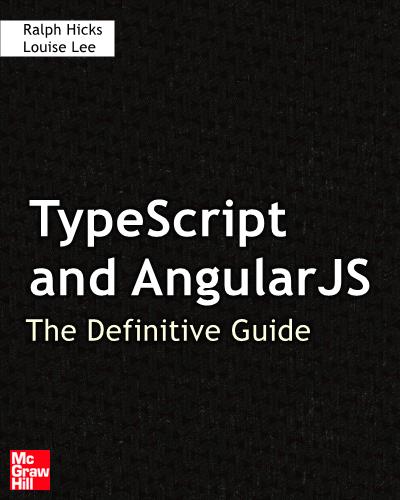 Ralph Hicks
Louise Lee
TypeScript
and AngularJS
The Definitive Guide
Mc
Graw
Hill